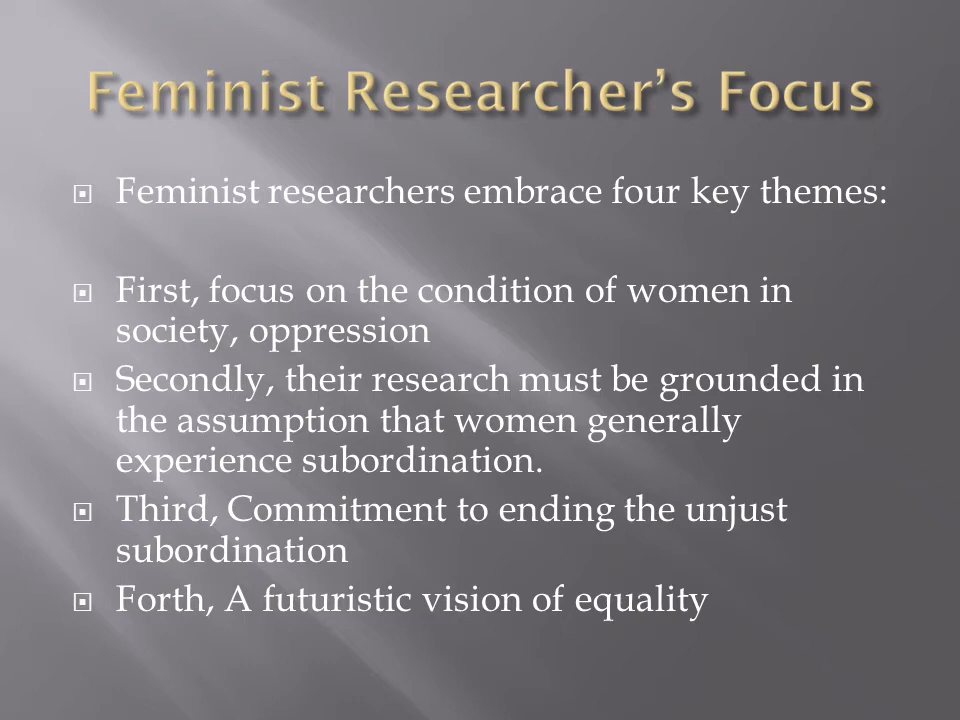 Feminist Researcher’s Focus
Feminist researchers embrace four key themes:
First, focus on the condition of women in
society, oppression
Secondly, their research must be grounded in
the assumption that women generally
experience subordination.
Third, Commitment to ending the unjust
subordination
Forth, A futuristic vision of equality